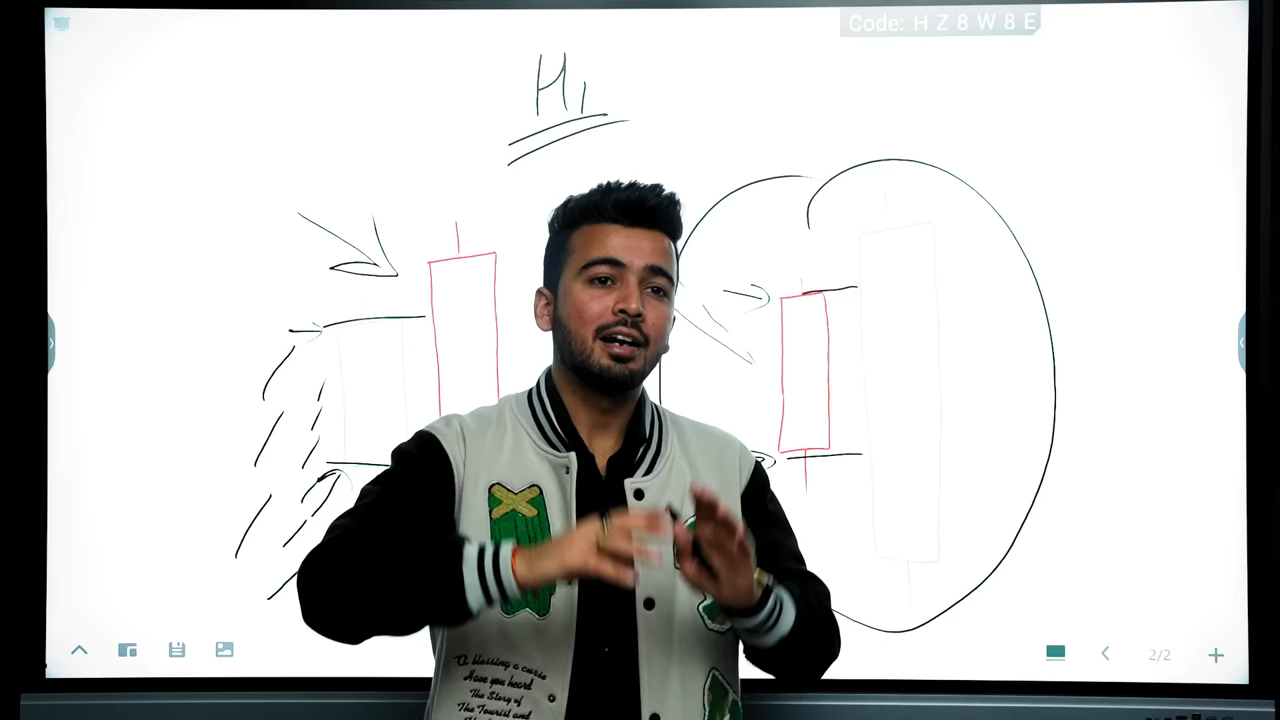 Code: H Z 8 W 8 E
H1
2/2
A blessing a curse
Have you heard
The Story of
The Tourist and